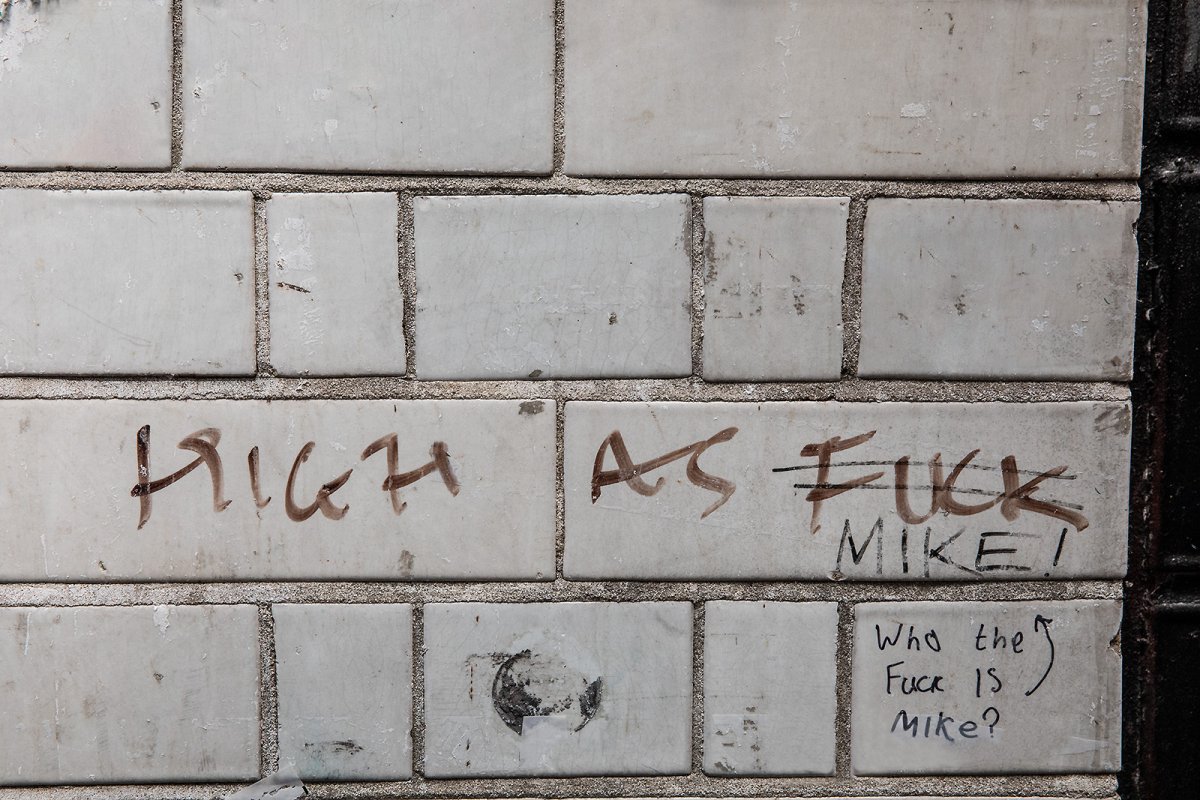 HIGH AS FUCK
MIKE!
Who the
Fuck IS
MIKe?